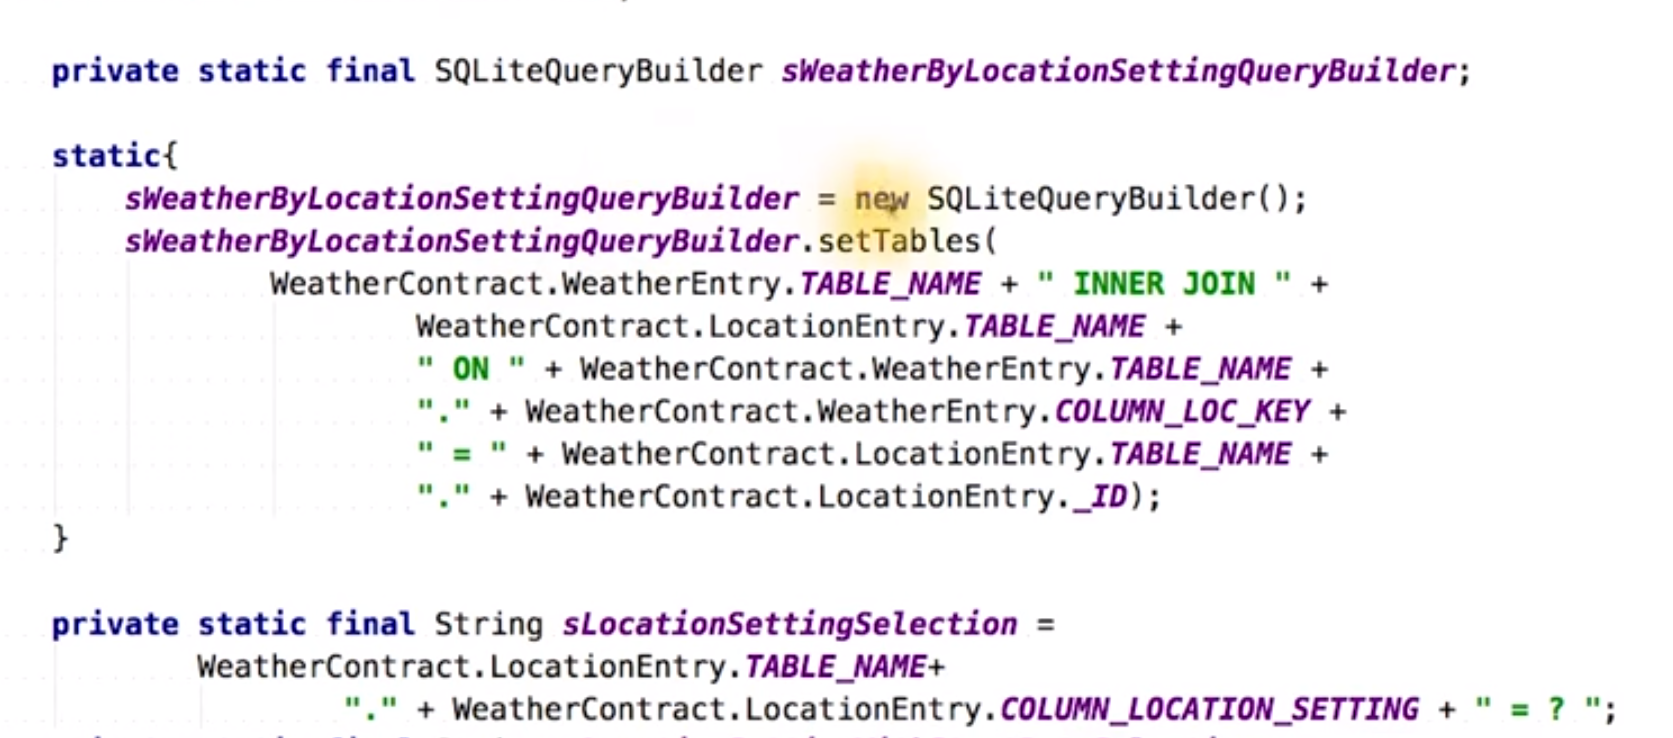 private static final SQLiteQueryBuilder sWeatherByLocationSettingQueryBuilder;
static{
sWeatherByLocationSettingQueryBuilder = new SQLiteQueryBuilder();
sWeatherByLocationSettingQueryBuilder.setTables(
WeatherContract.WeatherEntry.TABLE_NAME + " INNER JOIN " +
WeatherContract.LocationEntry.TABLE_NAME +
" ON " + WeatherContract.WeatherEntry.TABLE_NAME +
"." + WeatherContract.WeatherEntry.COLUMN_LOC_KEY +
" = " + WeatherContract.LocationEntry.TABLE_NAME +
"." + WeatherContract.LocationEntry._ID);
}
private static final String sLocationSettingSelection =
WeatherContract.LocationEntry.TABLE_NAME+
"." + WeatherContract.LocationEntry.COLUMN_LOCATION_SETTING + " = ? ";